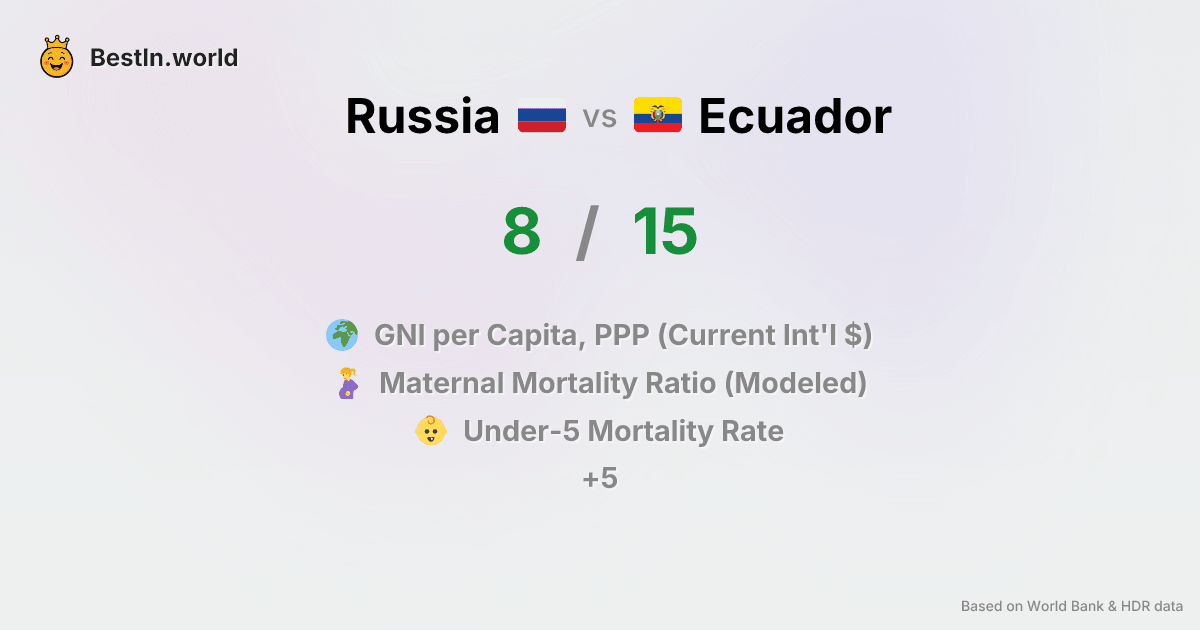 BestIn.world
Russia vs Ecuador
8 / 15
GNI per Capita, PPP (Current Int'l $)
Maternal Mortality Ratio (Modeled)
Under-5 Mortality Rate
+5
Based on World Bank & HDR data